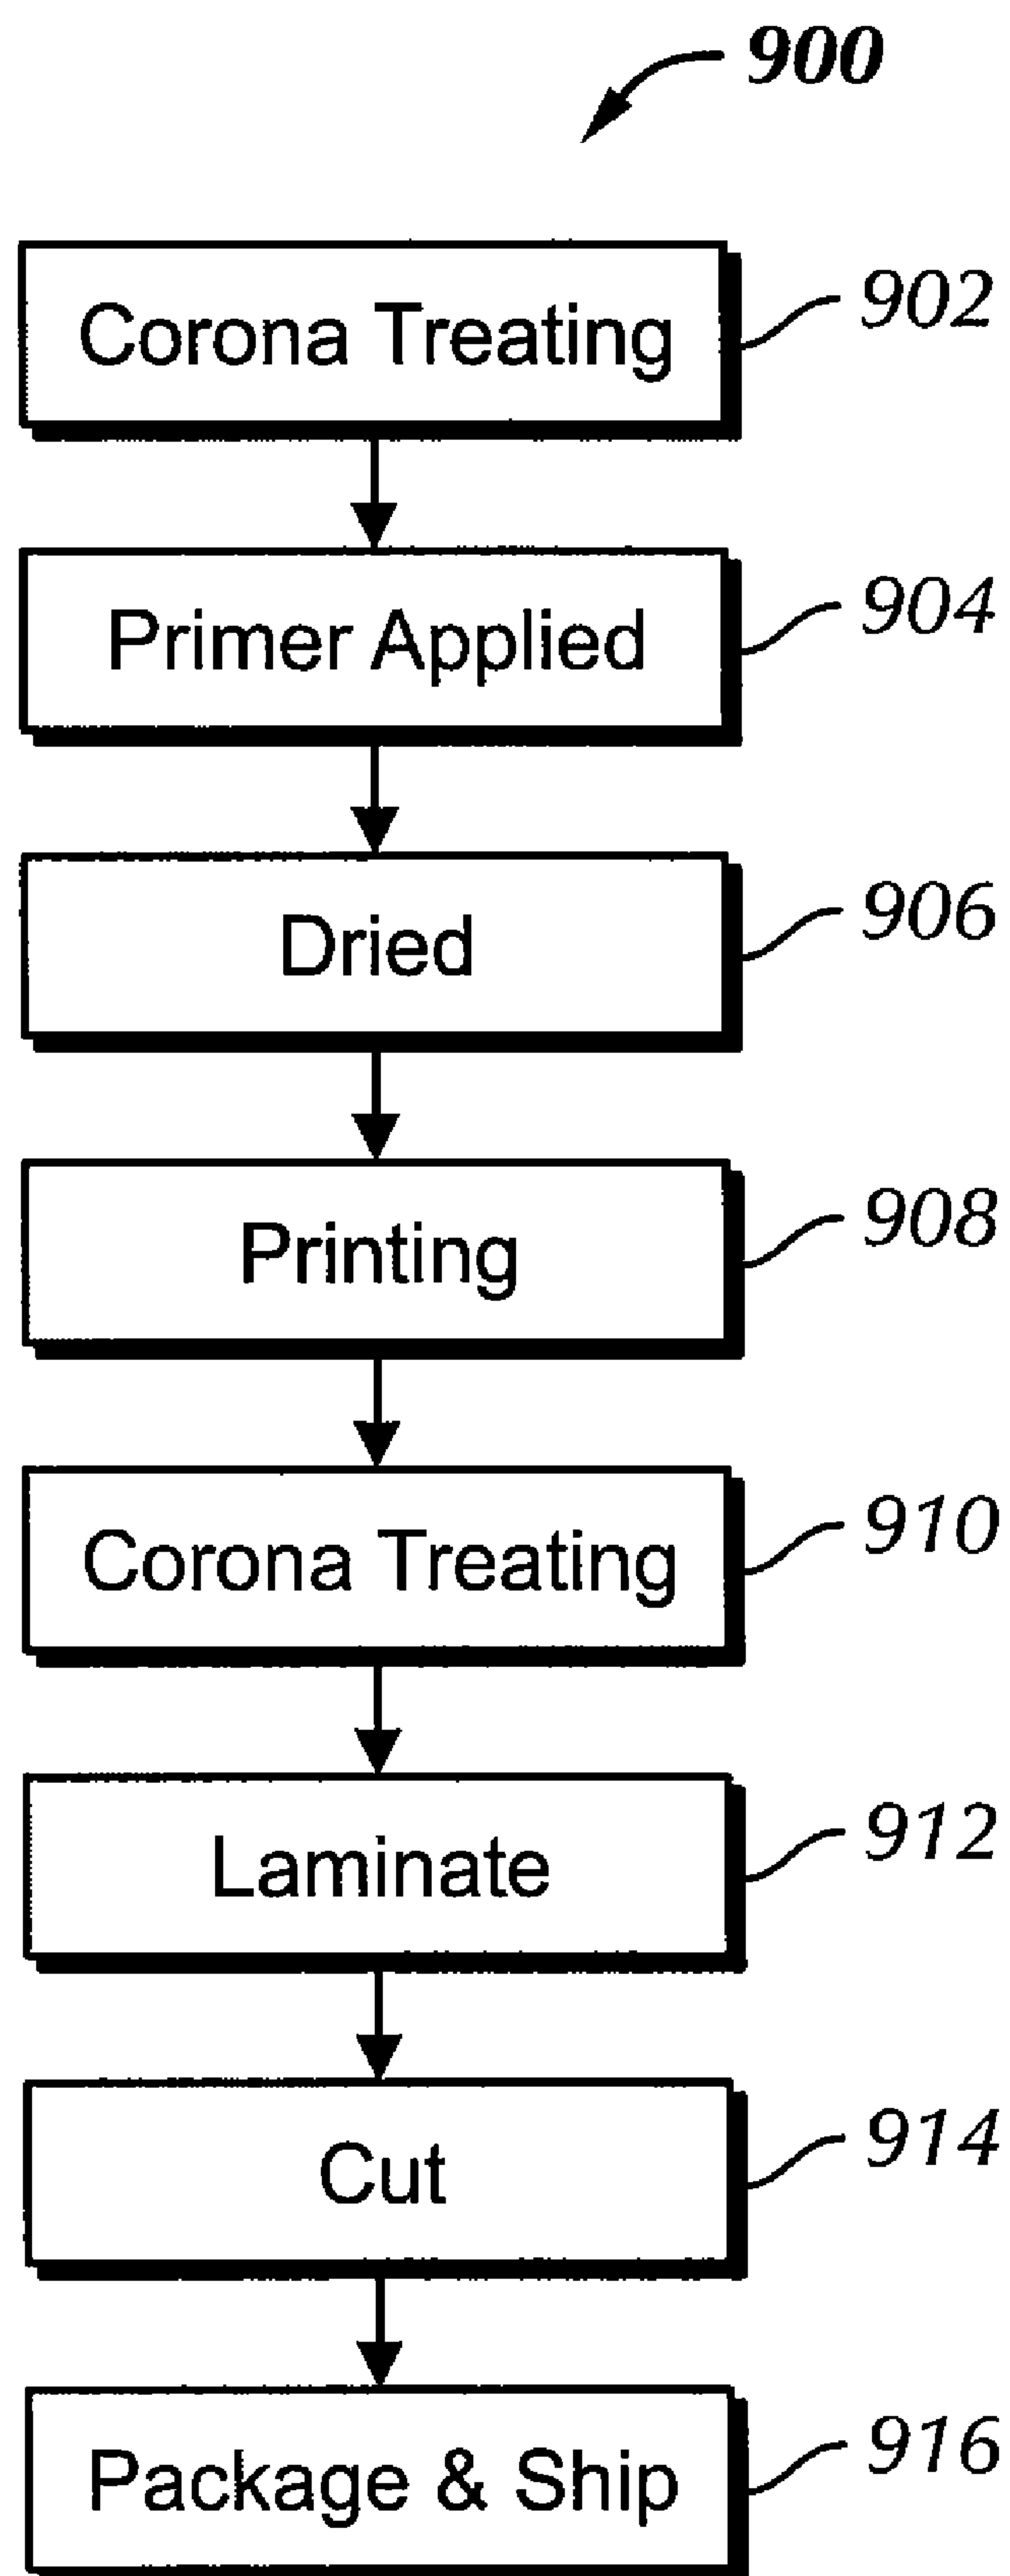 900
Corona Treating 902
Primer Applied 904
Dried 906
Printing 908
Corona Treating 910
Laminate 912
Cut 914
Package & Ship 916